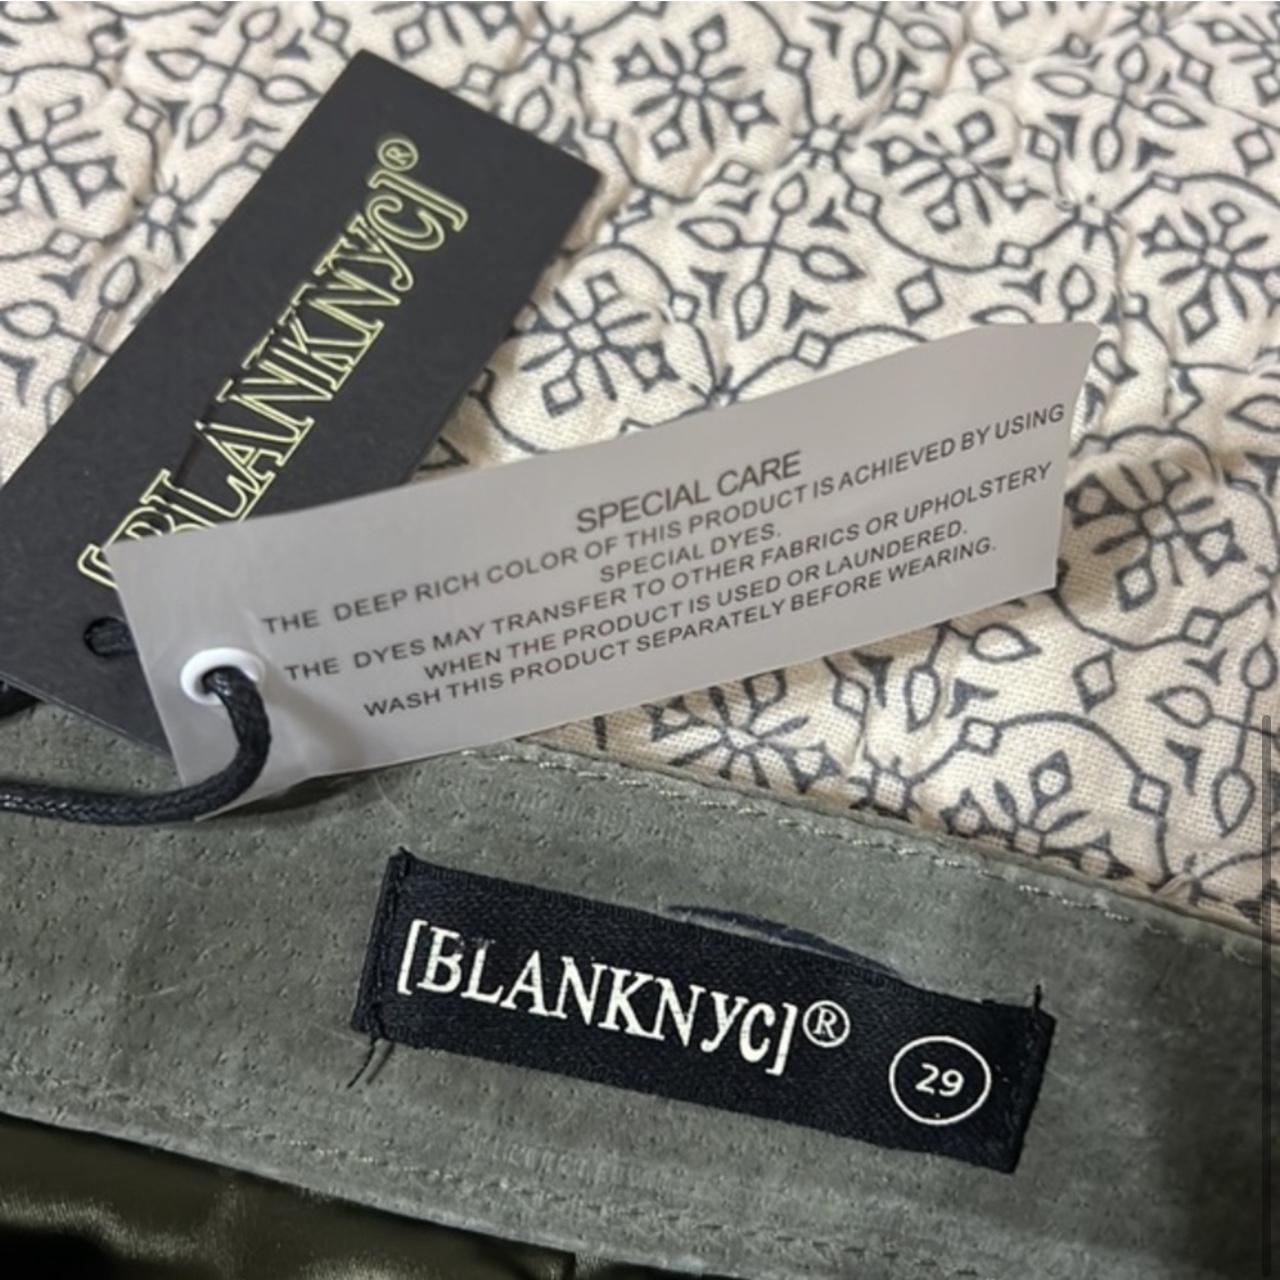 [BLANKNYC]®
SPECIAL CARE
THE DEEP RICH COLOR OF THIS PRODUCT IS ACHIEVED BY USING
SPECIAL DYES.
THE DYES MAY TRANSFER TO OTHER FABRICS OR UPHOLSTERY
WHEN THE PRODUCT IS USED OR LAUNDERED.
WASH THIS PRODUCT SEPARATELY BEFORE WEARING.
[BLANKNYC]®
29